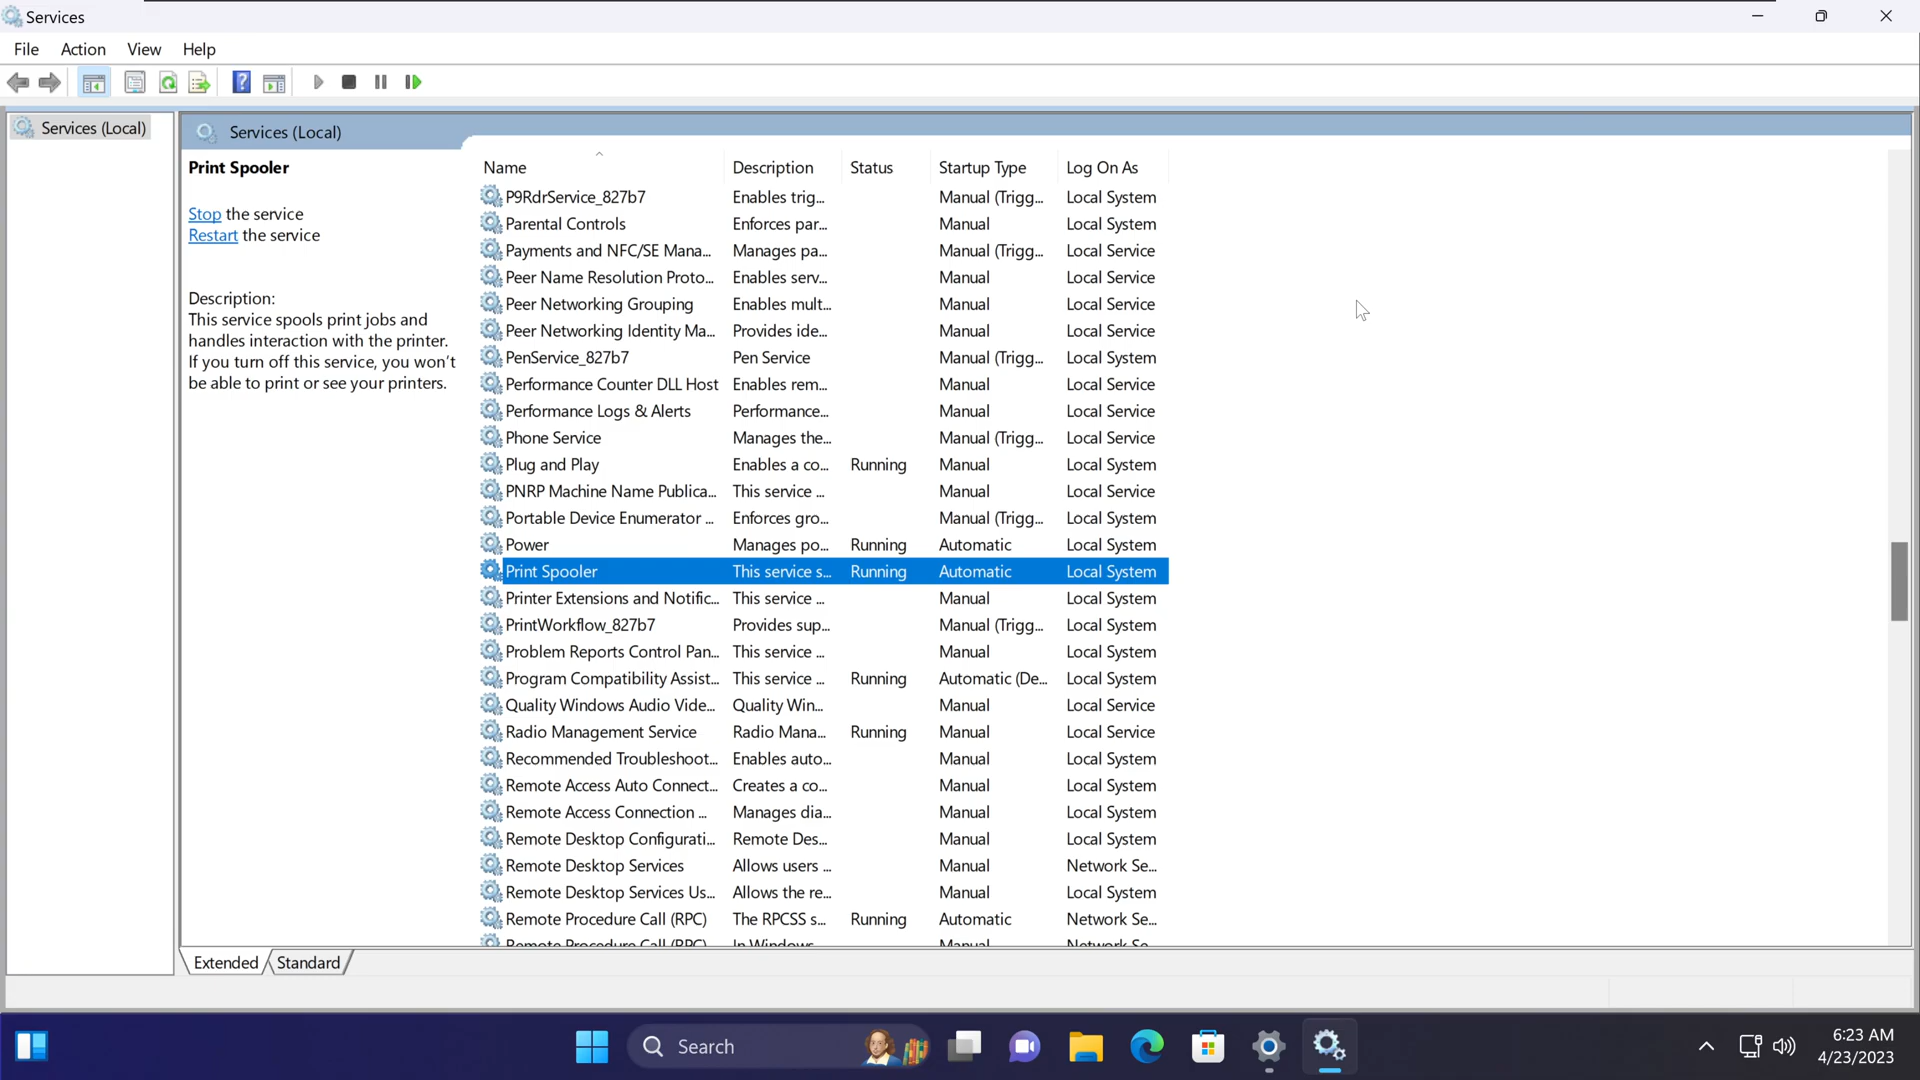 Services
File Action View Help
Services (Local)
Services (Local)
Print Spooler
Stop the service
Restart the service
Description:
This service spools print jobs and
handles interaction with the printer.
If you turn off this service, you won't
be able to print or see your printers.
Name Description Status Startup Type Log On As
P9RdrService_827b7 Enables trig... Manual (Trigg... Local System
Parental Controls Enforces par... Manual Local System
Payments and NFC/SE Mana... Manages pa... Manual (Trigg... Local Service
Peer Name Resolution Proto... Enables serv... Manual Local Service
Peer Networking Grouping Enables mult... Manual Local Service
Peer Networking Identity Ma... Provides ide... Manual Local Service
PenService_827b7 Pen Service Manual (Trigg... Local System
Performance Counter DLL Host Enables rem... Manual Local Service
Performance Logs & Alerts Performance... Manual Local Service
Phone Service Manages the... Manual (Trigg... Local Service
Plug and Play Enables a co... Running Manual Local System
PNRP Machine Name Publica... This service ... Manual Local Service
Portable Device Enumerator ... Enforces gro... Manual (Trigg... Local System
Power Manages po... Running Automatic Local System
Print Spooler This service s... Running Automatic Local System
Printer Extensions and Notific... This service ... Manual Local System
PrintWorkflow_827b7 Provides sup... Manual (Trigg... Local System
Problem Reports Control Pan... This service ... Manual Local System
Program Compatibility Assist... This service ... Running Automatic (De... Local System
Quality Windows Audio Vide... Quality Win... Manual Local Service
Radio Management Service Radio Mana... Running Manual Local Service
Recommended Troubleshoot... Enables auto... Manual Local System
Remote Access Auto Connect... Creates a co... Manual Local System
Remote Access Connection ... Manages dia... Manual Local System
Remote Desktop Configurati... Remote Des... Manual Local System
Remote Desktop Services Allows users ... Manual Network Se...
Remote Desktop Services Us... Allows the re... Manual Local System
Remote Procedure Call (RPC) The RPCSS s... Running Automatic Network Se...
Remote Procedure Call (RPC) In Windows... Manual Network Se...
Extended Standard
Search
6:23 AM
4/23/2023